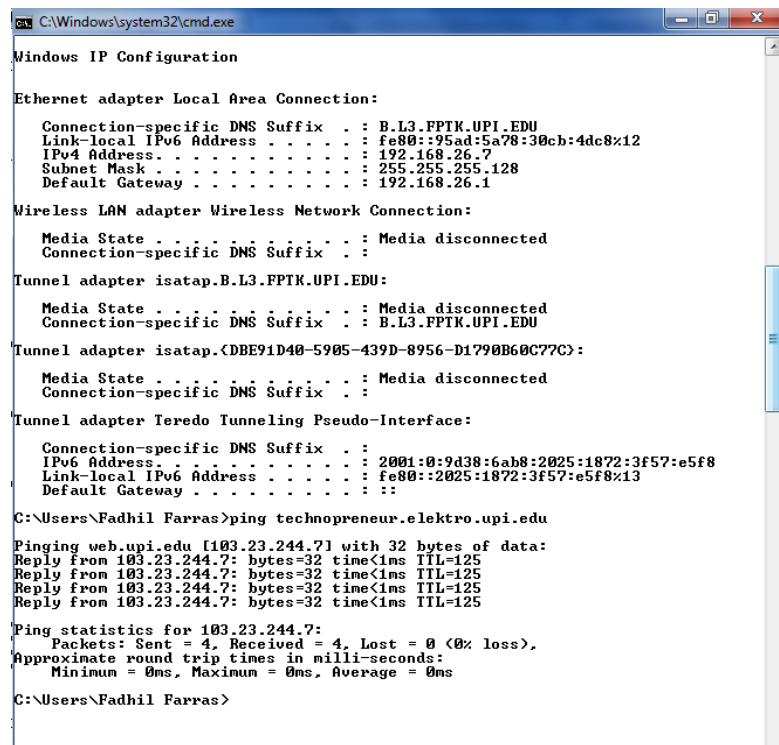 C:\Windows\system32\cmd.exe
Windows IP Configuration
Ethernet adapter Local Area Connection:
Connection-specific DNS Suffix . : B.L3.FPTK.UPI.EDU
Link-local IPv6 Address . . . . . : fe80::95ad:5a78:30cb:4dc8%12
IPv4 Address. . . . . . . . . . . : 192.168.26.7
Subnet Mask . . . . . . . . . . . : 255.255.255.128
Default Gateway . . . . . . . . . : 192.168.26.1
Wireless LAN adapter Wireless Network Connection:
Media State . . . . . . . . . . . : Media disconnected
Connection-specific DNS Suffix . :
Tunnel adapter isatap.B.L3.FPTK.UPI.EDU:
Media State . . . . . . . . . . . : Media disconnected
Connection-specific DNS Suffix . : B.L3.FPTK.UPI.EDU
Tunnel adapter isatap.{DBE91D40-5905-439D-8956-D1790B60C77C}:
Media State . . . . . . . . . . . : Media disconnected
Connection-specific DNS Suffix . :
Tunnel adapter Teredo Tunneling Pseudo-Interface:
Connection-specific DNS Suffix . :
IPv6 Address. . . . . . . . . . . : 2001:0:9d38:6ab8:2025:1872:3f57:e5f8
Link-local IPv6 Address . . . . . : fe80::2025:1872:3f57:e5f8%13
Default Gateway . . . . . . . . . : ::
C:\Users\Fadhil Farras>ping technopreneur.elektro.upi.edu
Pinging web.upi.edu [103.23.244.7] with 32 bytes of data:
Reply from 103.23.244.7: bytes=32 time<1ms TTL=125
Reply from 103.23.244.7: bytes=32 time<1ms TTL=125
Reply from 103.23.244.7: bytes=32 time<1ms TTL=125
Reply from 103.23.244.7: bytes=32 time<1ms TTL=125
Ping statistics for 103.23.244.7:
Packets: Sent = 4, Received = 4, Lost = 0 (0% loss),
Approximate round trip times in milli-seconds:
Minimum = 0ms, Maximum = 0ms, Average = 0ms
C:\Users\Fadhil Farras>